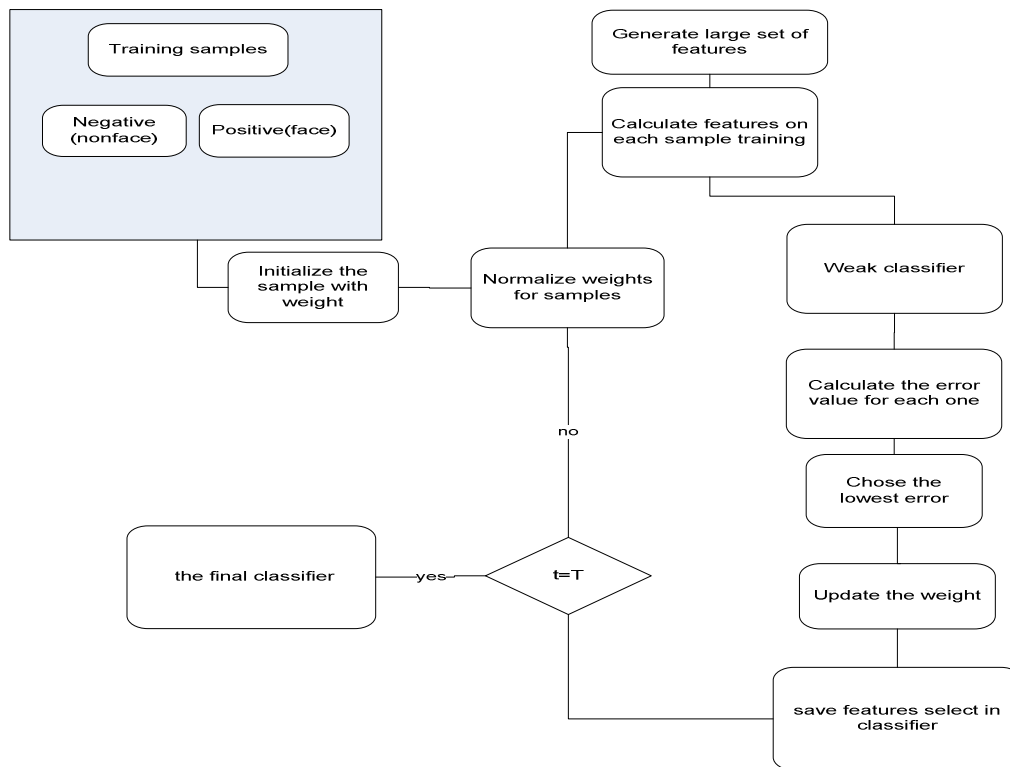 Training samples
Negative
(nonface)
Positive(face)
Generate large set of
features
Calculate features on
each sample training
Initialize the
sample with
weight
Normalize weights
for samples
Weak classifier
Calculate the error
value for each one
Chose the
lowest error
Update the weight
save features select in
classifier
no
t=T
yes
the final classifier